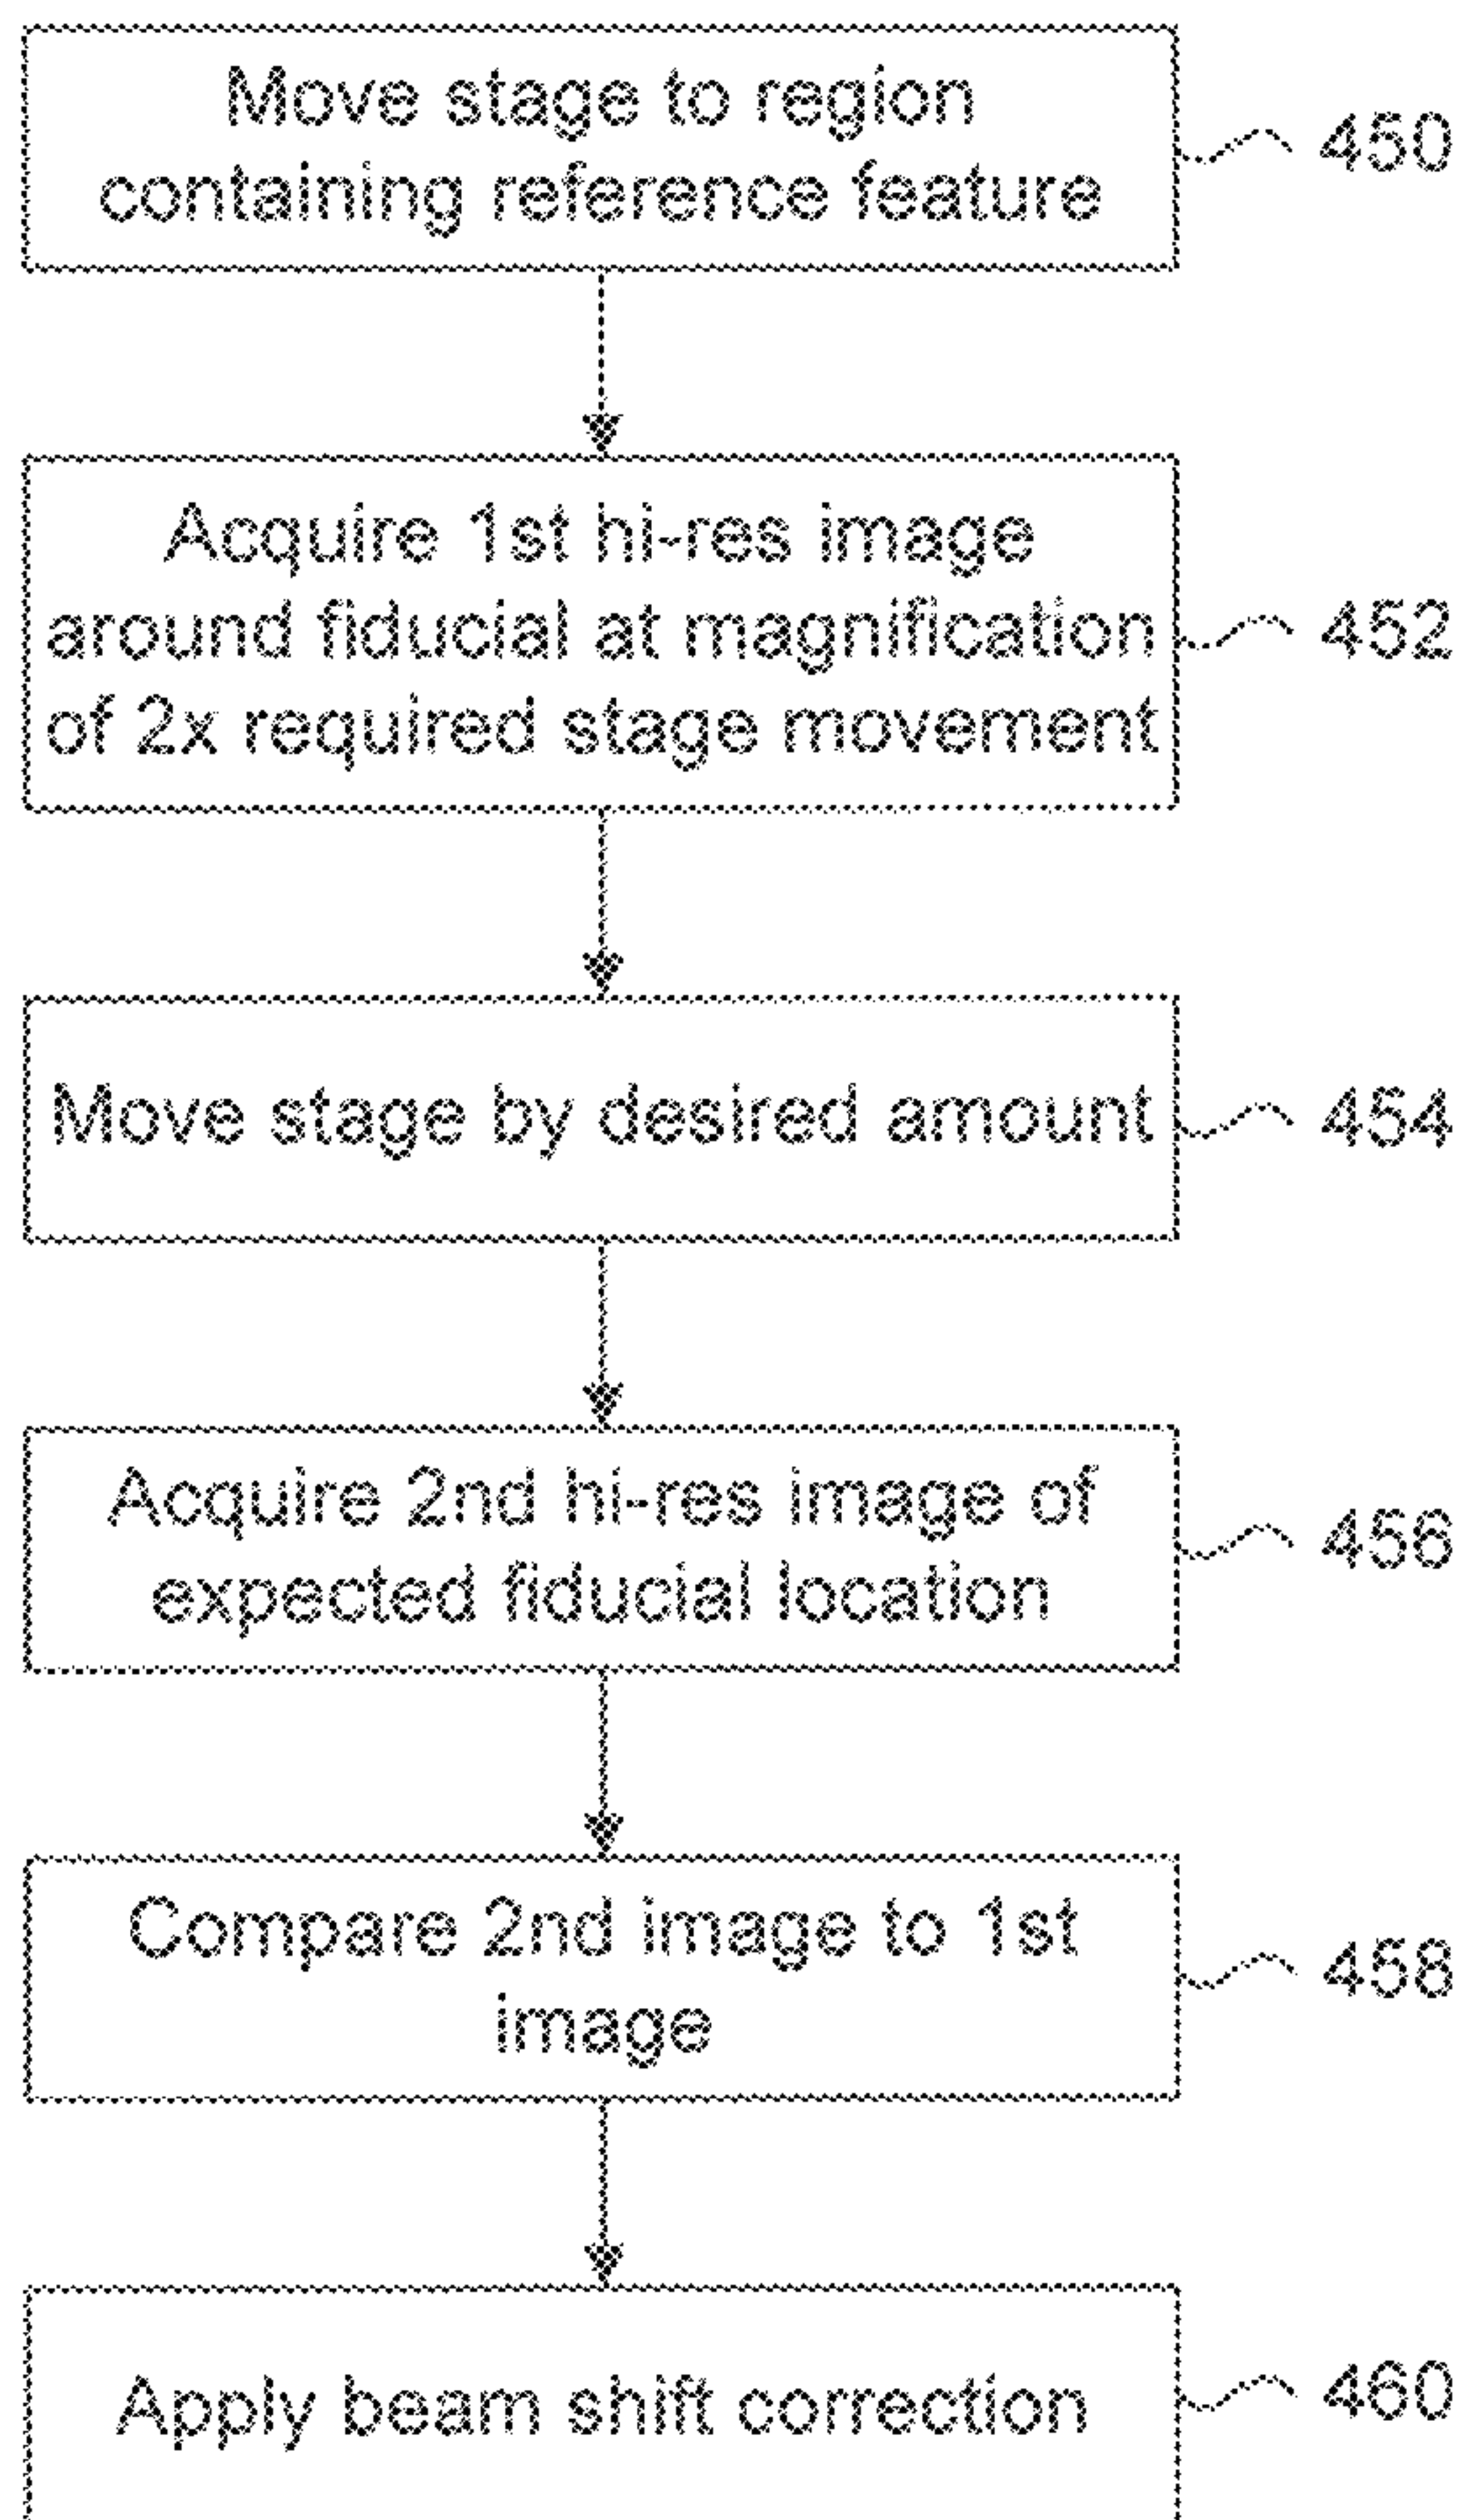 Move stage to region
containing reference feature
450
Acquire 1st hi-res image
around fiducial at magnification
of 2x required stage movement
452
Move stage by desired amount
454
Acquire 2nd hi-res image of
expected fiducial location
456
Compare 2nd image to 1st
image
458
Apply beam shift correction
460